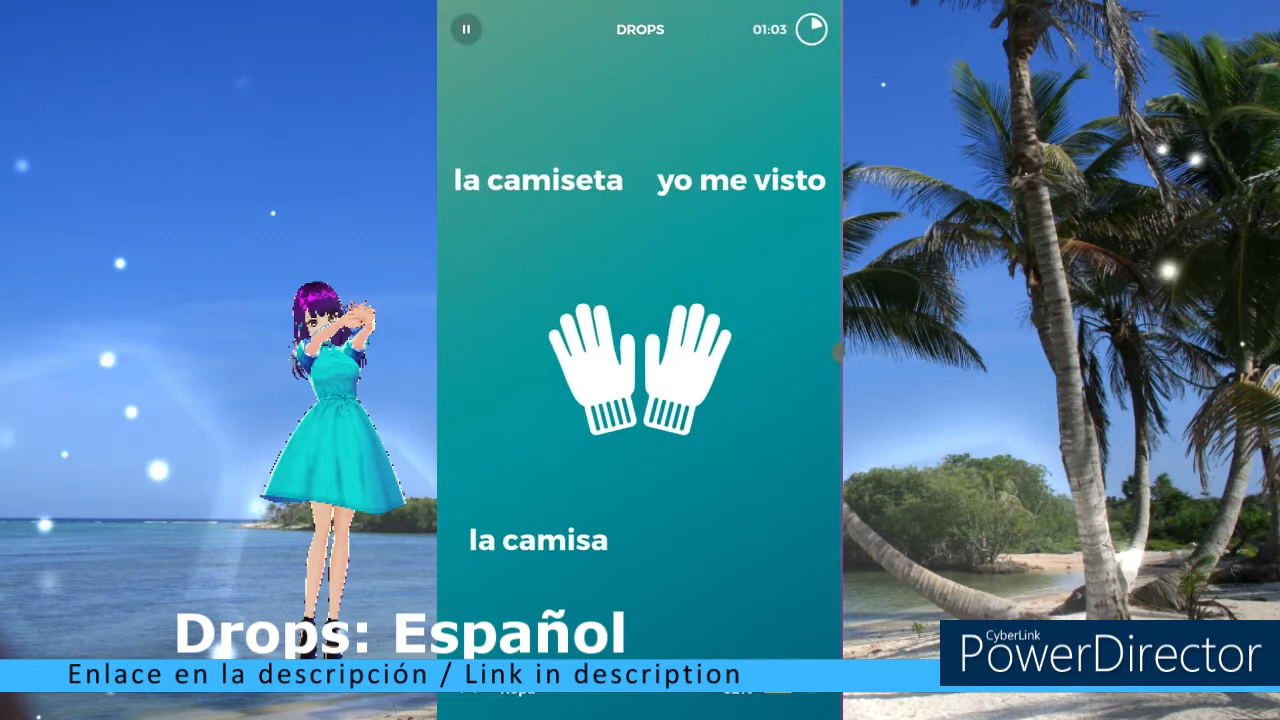 DROPS
01:03
la camiseta
yo me visto
la camisa
Drops: Español
Enlace en la descripción / Link in description
CyberLink
PowerDirector